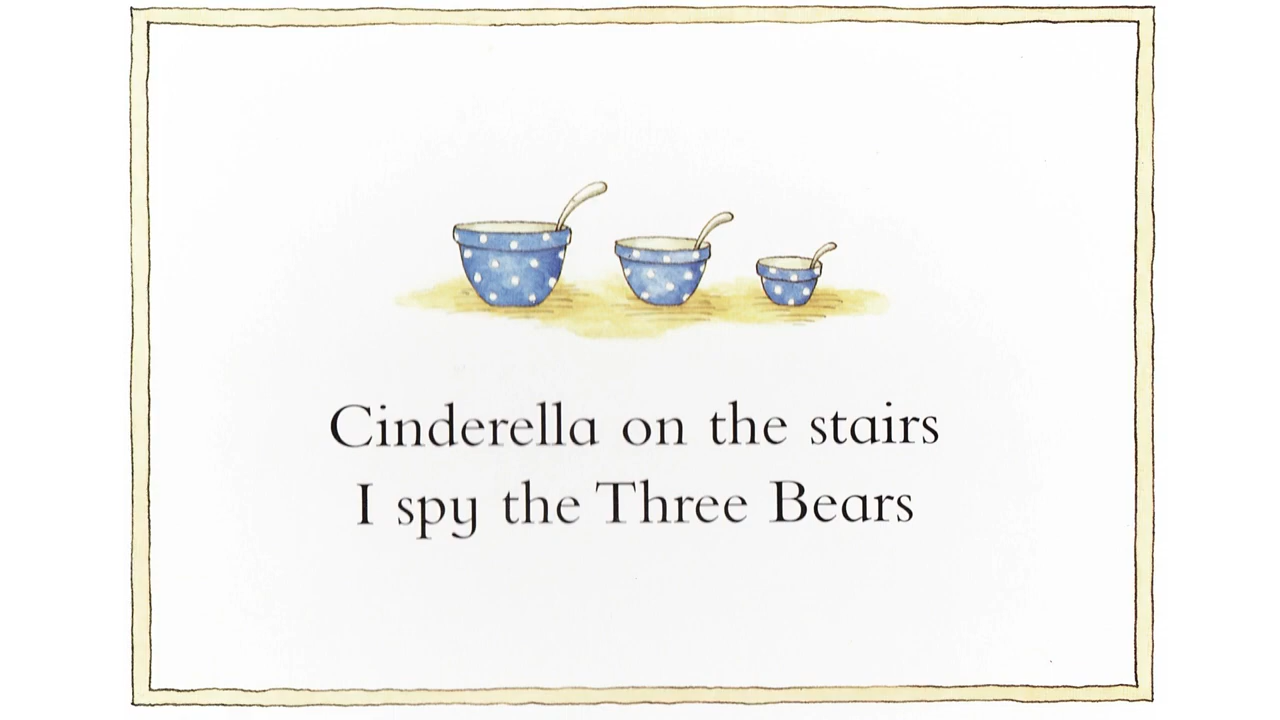 Cinderella on the stairs
I spy the Three Bears